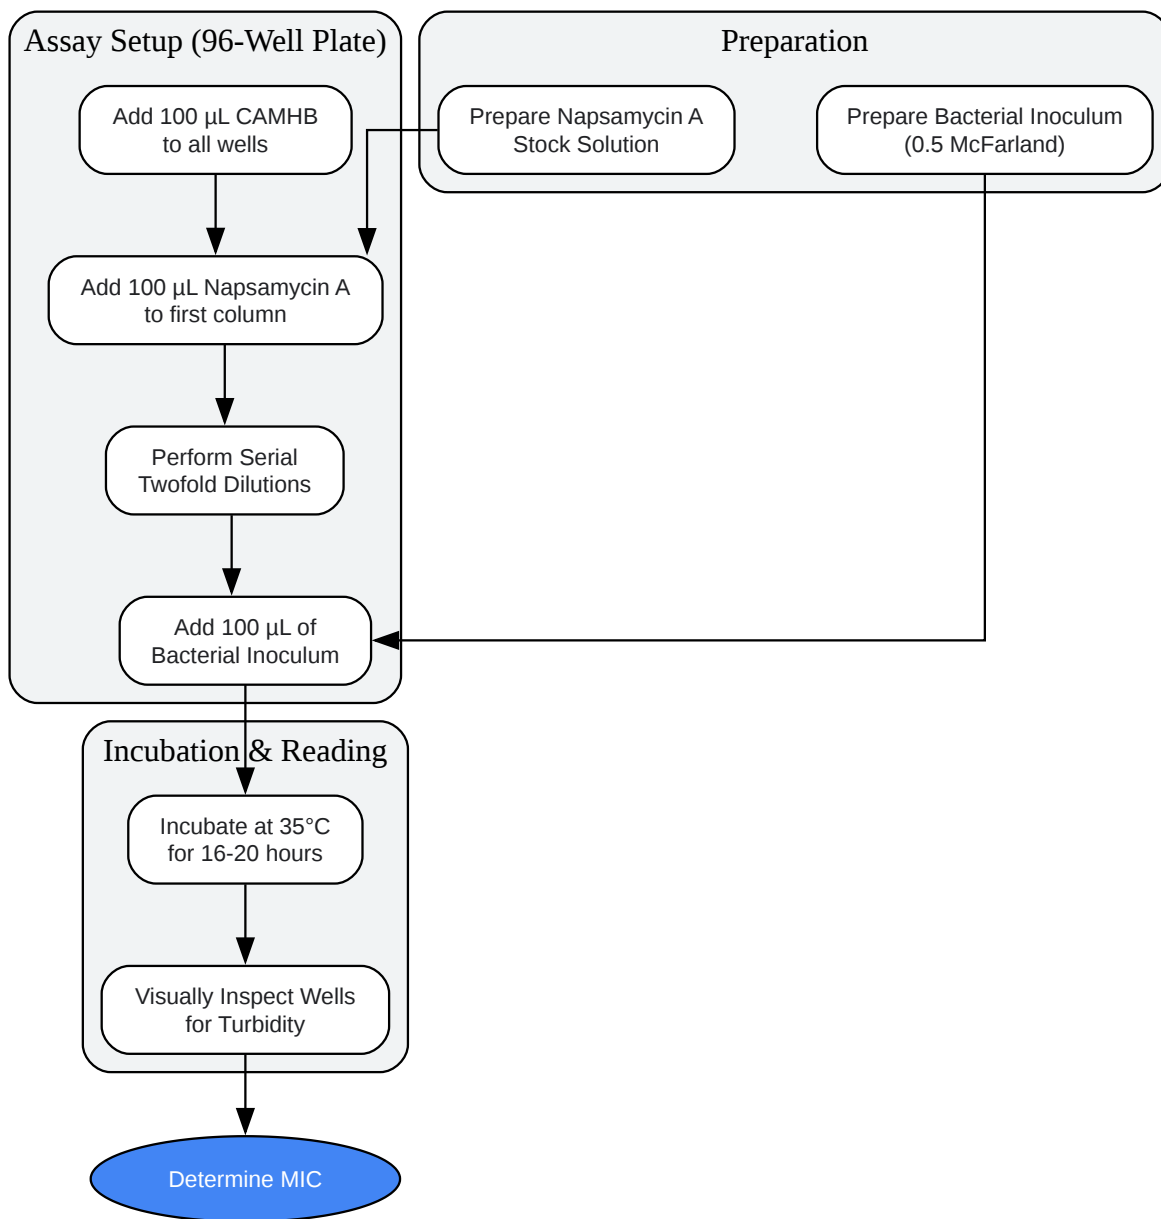 Assay Setup (96-Well Plate)
Preparation
Add 100 µL CAMHB
to all wells
Prepare Napsamycin A
Stock Solution
Prepare Bacterial Inoculum
(0.5 McFarland)
Add 100 µL Napsamycin A
to first column
Perform Serial
Twofold Dilutions
Add 100 µL of
Bacterial Inoculum
Incubation & Reading
Incubate at 35°C
for 16-20 hours
Visually Inspect Wells
for Turbidity
Determine MIC